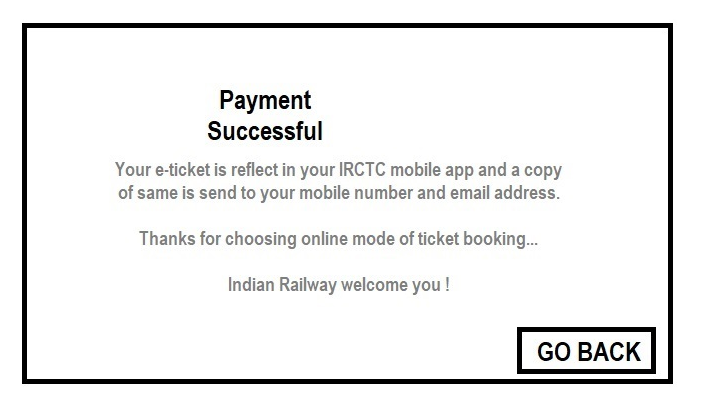 Payment
Successful
Your e-ticket is reflect in your IRCTC mobile app and a copy
of same is send to your mobile number and email address.
Thanks for choosing online mode of ticket booking...
Indian Railway welcome you !
GO BACK